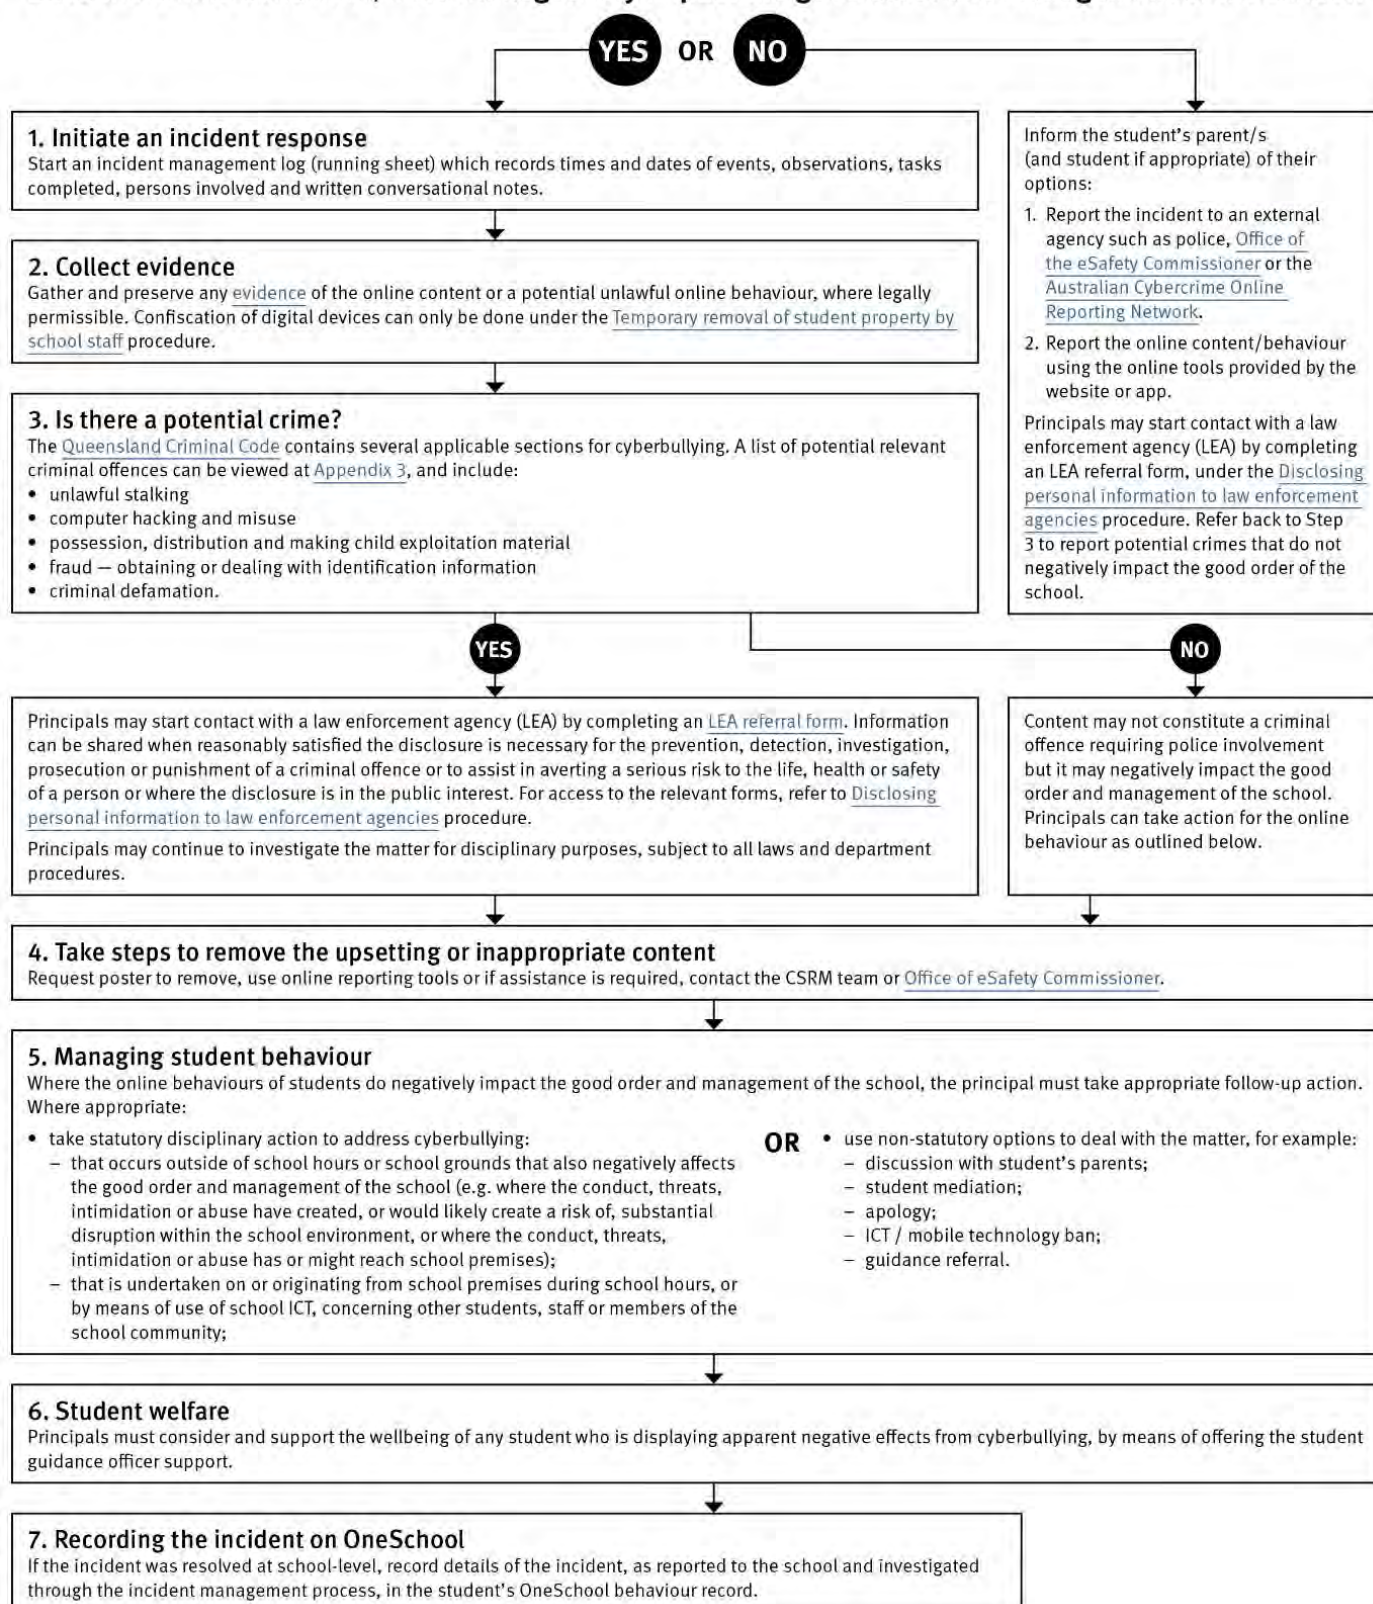 YES OR NO
1. Initiate an incident response
Start an incident management log (running sheet) which records times and dates of events, observations, tasks
completed, persons involved and written conversational notes.
2. Collect evidence
Gather and preserve any evidence of the online content or a potential unlawful online behaviour, where legally
permissible. Confiscation of digital devices can only be done under the Temporary removal of student property by
school staff procedure.
3. Is there a potential crime?
The Queensland Criminal Code contains several applicable sections for cyberbullying. A list of potential relevant
criminal offences can be viewed at Appendix 3, and include:
• unlawful stalking
• computer hacking and misuse
• possession, distribution and making child exploitation material
• fraud — obtaining or dealing with identification information
• criminal defamation.
Inform the student's parent/s
(and student if appropriate) of their
options:
1. Report the incident to an external
agency such as police, Office of
the eSafety Commissioner or the
Australian Cybercrime Online
Reporting Network.
2. Report the online content/behaviour
using the online tools provided by the
website or app.
Principals may start contact with a law
enforcement agency (LEA) by completing
an LEA referral form, under the Disclosing
personal information to law enforcement
agencies procedure. Refer back to Step
3 to report potential crimes that do not
negatively impact the good order of the
school.
YES
NO
Principals may start contact with a law enforcement agency (LEA) by completing an LEA referral form. Information
can be shared when reasonably satisfied the disclosure is necessary for the prevention, detection, investigation,
prosecution or punishment of a criminal offence or to assist in averting a serious risk to the life, health or safety
of a person or where the disclosure is in the public interest. For access to the relevant forms, refer to Disclosing
personal information to law enforcement agencies procedure.
Principals may continue to investigate the matter for disciplinary purposes, subject to all laws and department
procedures.
Content may not constitute a criminal
offence requiring police involvement
but it may negatively impact the good
order and management of the school.
Principals can take action for the online
behaviour as outlined below.
4. Take steps to remove the upsetting or inappropriate content
Request poster to remove, use online reporting tools or if assistance is required, contact the CSRM team or Office of eSafety Commissioner.
5. Managing student behaviour
Where the online behaviours of students do negatively impact the good order and management of the school, the principal must take appropriate follow-up action.
Where appropriate:
• take statutory disciplinary action to address cyberbullying:
– that occurs outside of school hours or school grounds that also negatively affects
the good order and management of the school (e.g. where the conduct, threats,
intimidation or abuse have created, or would likely create a risk of, substantial
disruption within the school environment, or where the conduct, threats,
intimidation or abuse has or might reach school premises);
– that is undertaken on or originating from school premises during school hours, or
by means of use of school ICT, concerning other students, staff or members of the
school community;
OR
• use non-statutory options to deal with the matter, for example:
– discussion with student's parents;
– student mediation;
– apology;
– ICT / mobile technology ban;
– guidance referral.
6. Student welfare
Principals must consider and support the wellbeing of any student who is displaying apparent negative effects from cyberbullying, by means of offering the student
guidance officer support.
7. Recording the incident on OneSchool
If the incident was resolved at school-level, record details of the incident, as reported to the school and investigated
through the incident management process, in the student's OneSchool behaviour record.